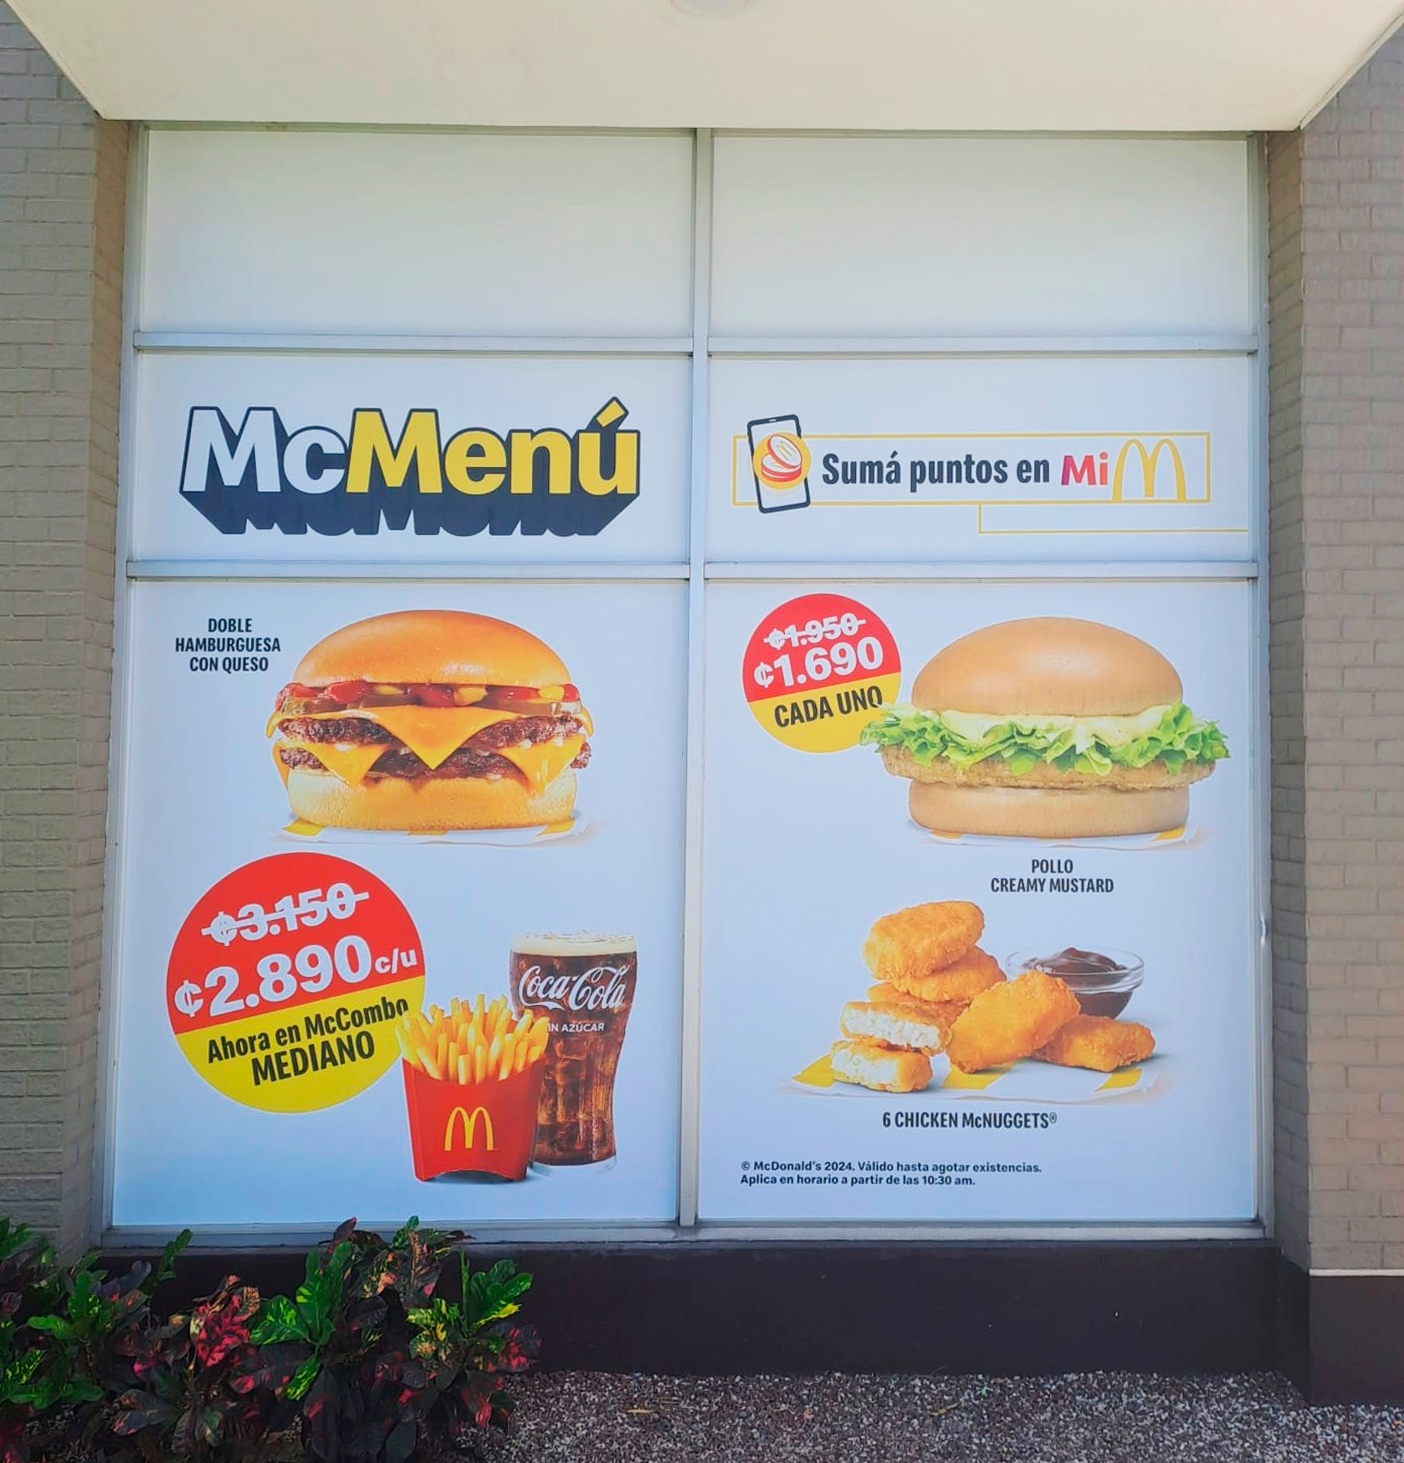 McMenú
Sumá puntos en Mi
DOBLE
HAMBURGUESA
CON QUESO
₡3.150
₡2.890 c/u
Ahora en McCombo
MEDIANO
Coca-Cola
IN AZÚCAR
₡1.950
₡1.690
CADA UNO
POLLO
CREAMY MUSTARD
6 CHICKEN McNUGGETS®
© McDonald's 2024. Válido hasta agotar existencias.
Aplica en horario a partir de las 10:30 am.